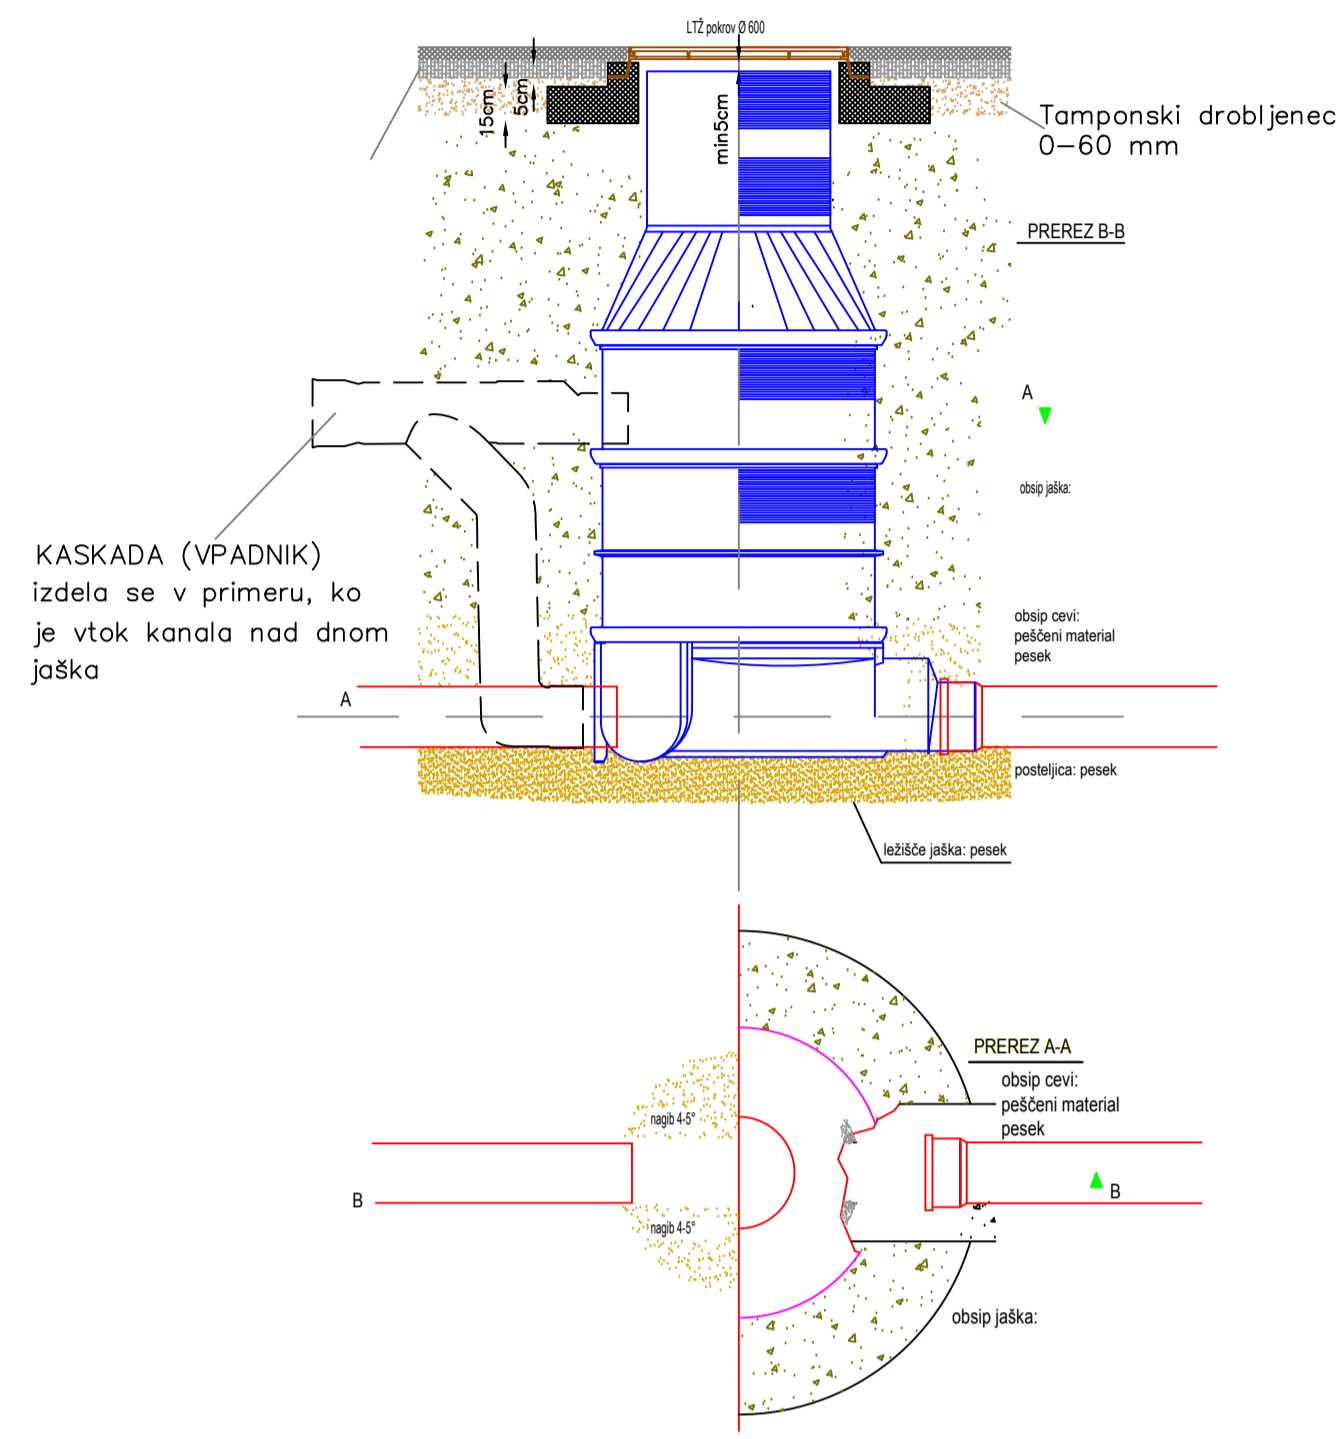 LTŽ pokrov Ø 600
15cm
5cm
min5cm
Tamponski drobljenec
0-60 mm
PREREZ B-B
A
obsip jaška:
KASKADA (VPADNIK)
izdela se v primeru, ko
je vtok kanala nad dnom
jaška
obsip cevi:
peščeni material
pesek
A
posteljica: pesek
ležišče jaška: pesek
PREREZ A-A
obsip cevi:
peščeni material
pesek
nagib 4-5°
B
B
nagib 4-5°
obsip jaška: